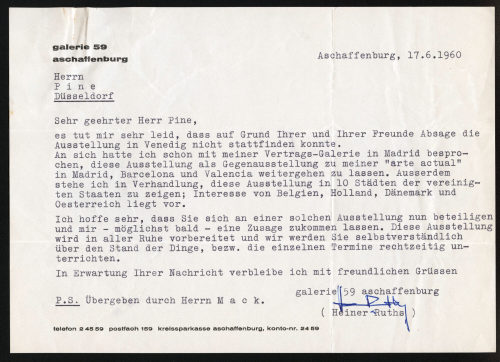 galerie 59
aschaffenburg
Aschaffenburg, 17.6.1960
Herrn
P i n e
Düsseldorf
Sehr geehrter Herr Pine,
es tut mir sehr leid, dass auf Grund Ihrer und Ihrer Freunde Absage die
Ausstellung in Venedig nicht stattfinden konnte.
An sich hatte ich schon mit meiner Vertrags-Galerie in Madrid bespro-
chen, diese Ausstellung als Gegenausstellung zu meiner "arte actual"
in Madrid, Barcelona und Valencia weitergehen zu lassen. Ausserdem
stehe ich in Verhandlung, diese Ausstellung in 10 Städten der vereinig-
ten Staaten zu zeigen; Interesse von Belgien, Holland, Dänemark und
Oesterreich liegt vor.
Ich hoffe sehr, dass Sie sich an einer solchen Ausstellung nun beteiligen
und mir - möglichst bald - eine Zusage zukommen lassen. Diese Ausstellung
wird in aller Ruhe vorbereitet und wir werden Sie selbstverständlich
über den Stand der Dinge, bezw. die einzelnen Termine rechtzeitig un-
terrichten.
In Erwartung Ihrer Nachricht verbleibe ich mit freundlichen Grüssen
galerie 59 aschaffenburg
( Heiner Ruths)
P.S. Übergeben durch Herrn M a c k.
telefon 24559 postfach 159 kreissparkasse aschaffenburg, konto-nr. 2459